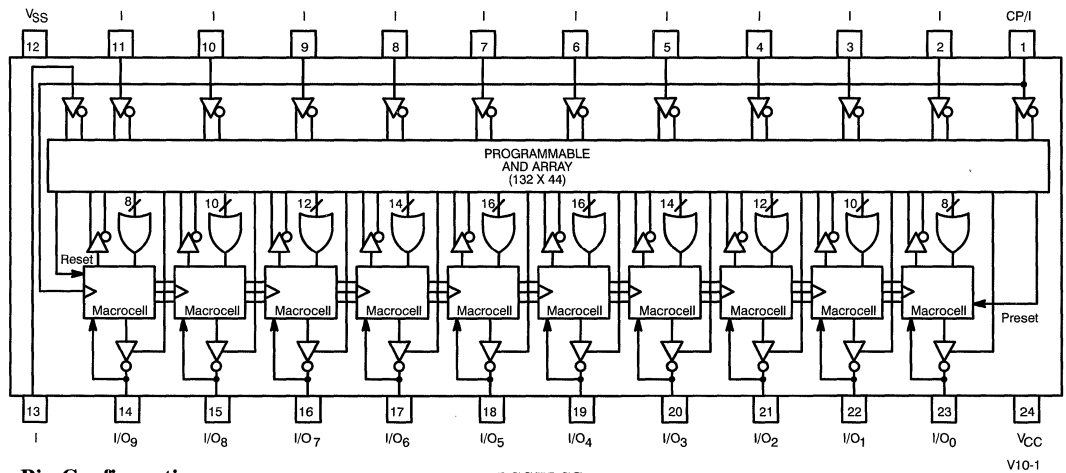 VSS I I I I I I I I I I CP/I
12 11 10 9 8 7 6 5 4 3 2 1
PROGRAMMABLE
AND ARRAY
(132 X 44)
8 10 12 14 16 16 14 12 10 8
Reset
Macrocell Macrocell Macrocell Macrocell Macrocell Macrocell Macrocell Macrocell Macrocell Macrocell
Preset
13 14 15 16 17 18 19 20 21 22 23 24
I I/O9 I/O8 I/O7 I/O6 I/O5 I/O4 I/O3 I/O2 I/O1 I/O0 VCC
V10-1